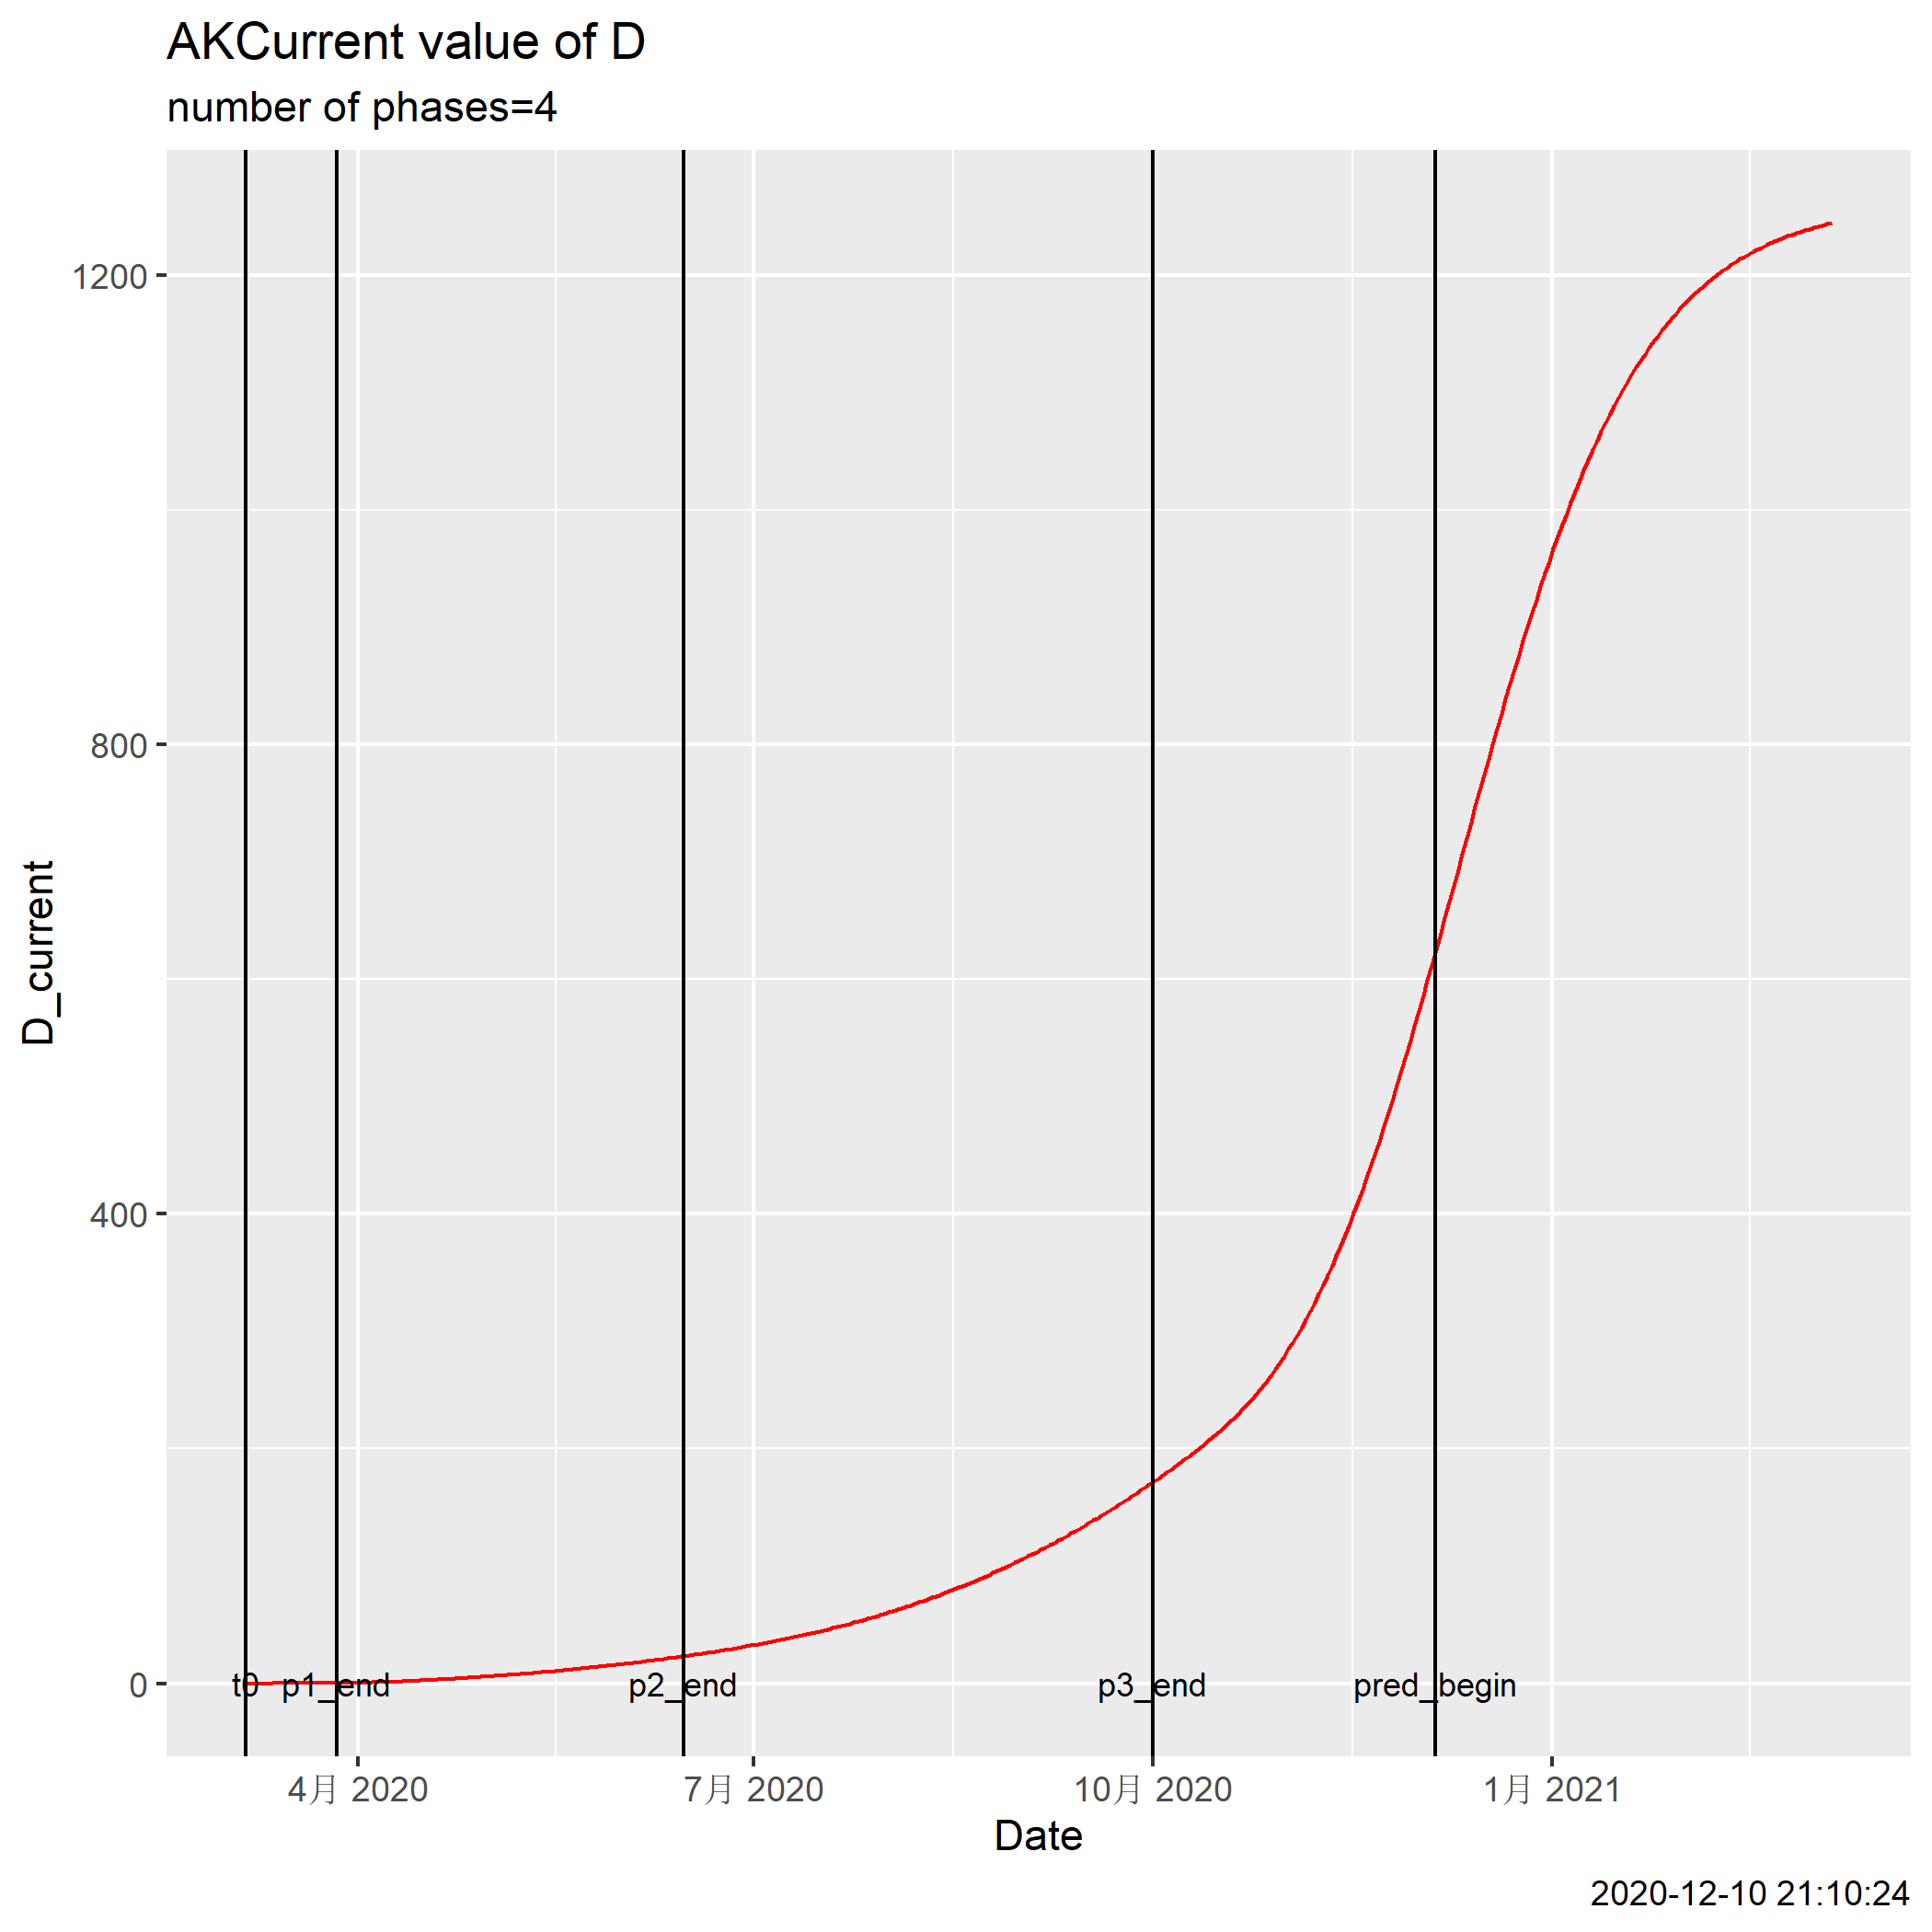 AKCurrent value of D
number of phases=4
1200
800
400
0
D_current
t0 p1_end p2_end p3_end pred_begin
4月 2020 7月 2020 10月 2020 1月 2021
Date
2020-12-10 21:10:24